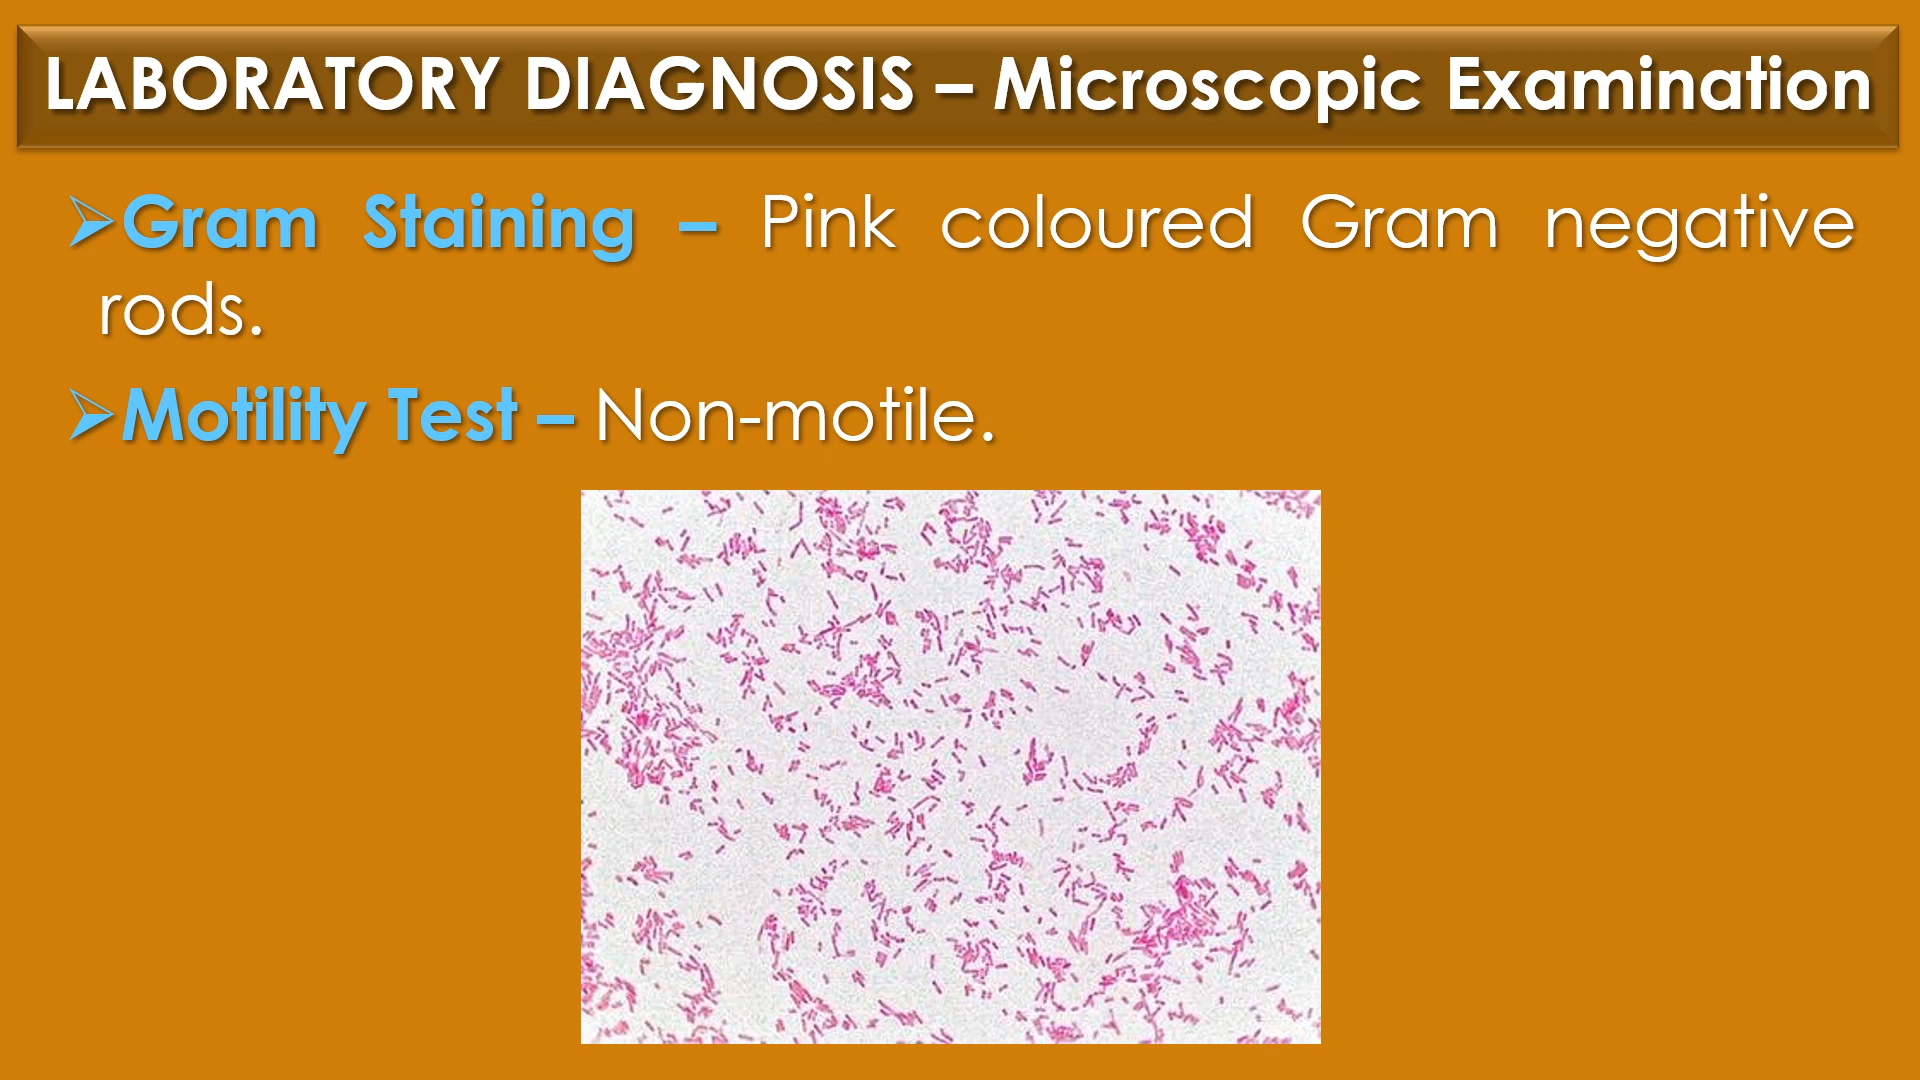 LABORATORY DIAGNOSIS – Microscopic Examination
➢Gram Staining – Pink coloured Gram negative
rods.
➢Motility Test – Non-motile.